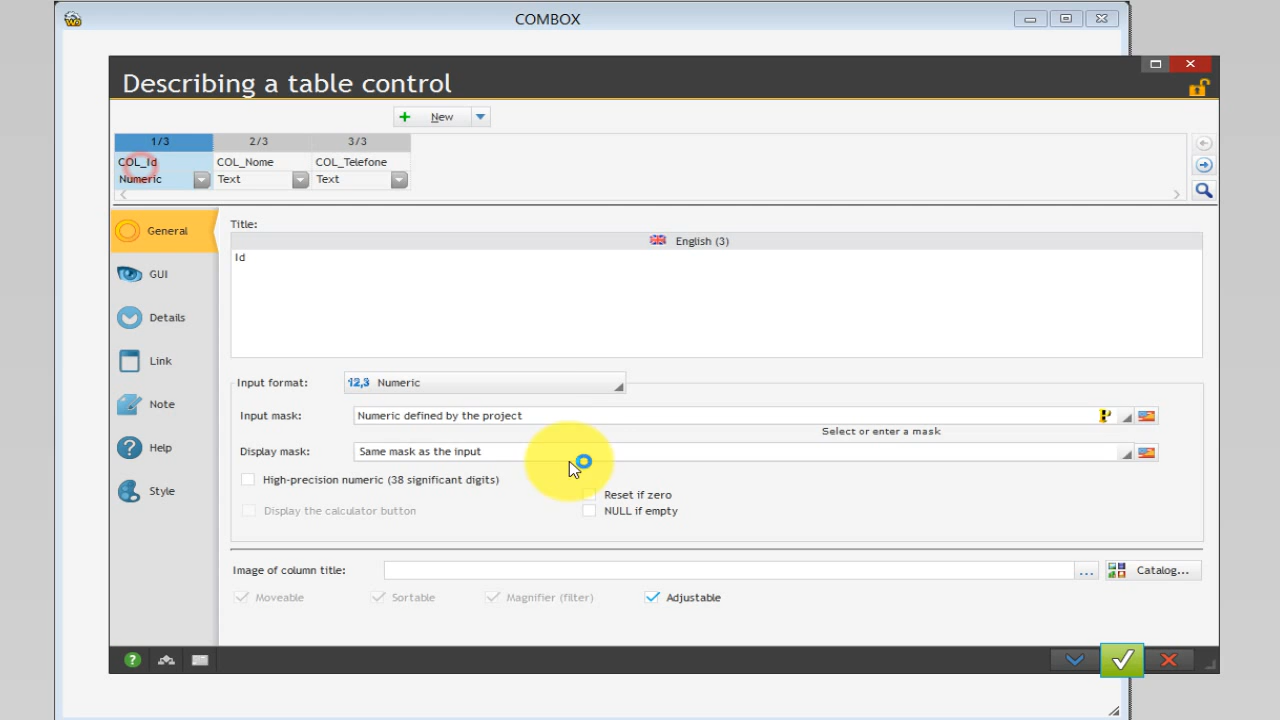 COMBOX
Describing a table control
New
1/3 2/3 3/3
COL_Id COL_Nome COL_Telefone
Numeric Text Text
General
GUI
Details
Link
Note
Help
Style
Title:
English (3)
Id
Input format: 12,3 Numeric
Input mask: Numeric defined by the project
Select or enter a mask
Display mask: Same mask as the input
High-precision numeric (38 significant digits)
Reset if zero
Display the calculator button
NULL if empty
Image of column title: ... Catalog...
Moveable Sortable Magnifier (filter) Adjustable